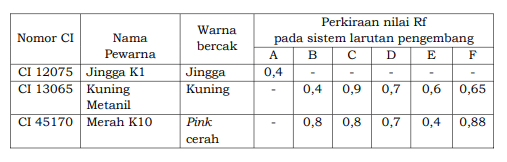 Nomor CI Nama Pewarna Warna bercak Perkiraan nilai Rf pada sistem larutan pengembang
A B C D E F
CI 12075 Jingga K1 Jingga 0,4 - - - - -
CI 13065 Kuning Metanil Kuning - 0,4 0,9 0,7 0,6 0,65
CI 45170 Merah K10 Pink cerah - 0,8 0,8 0,7 0,4 0,88